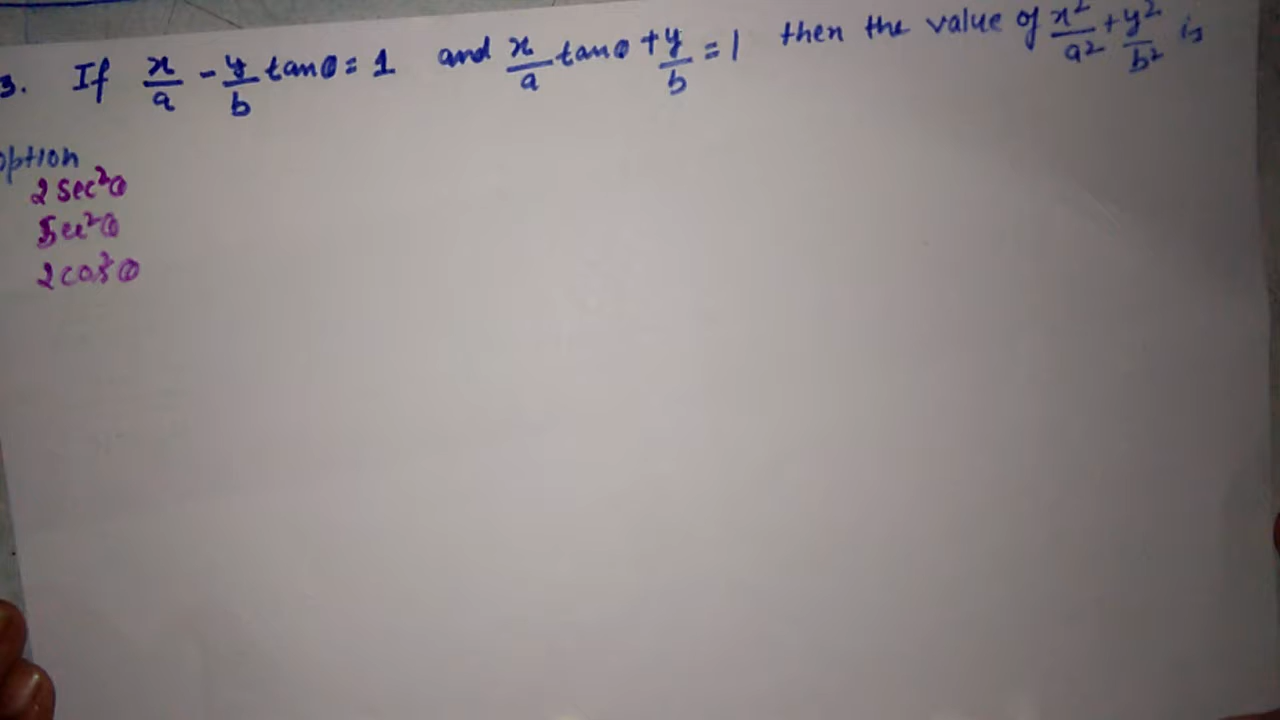 3. If x/a - y/b tanθ = 1 and x/a tanθ + y/b = 1 then the value of x²/a² + y²/b² is
option
2 sec²θ
Sec²θ
2 cos²θ